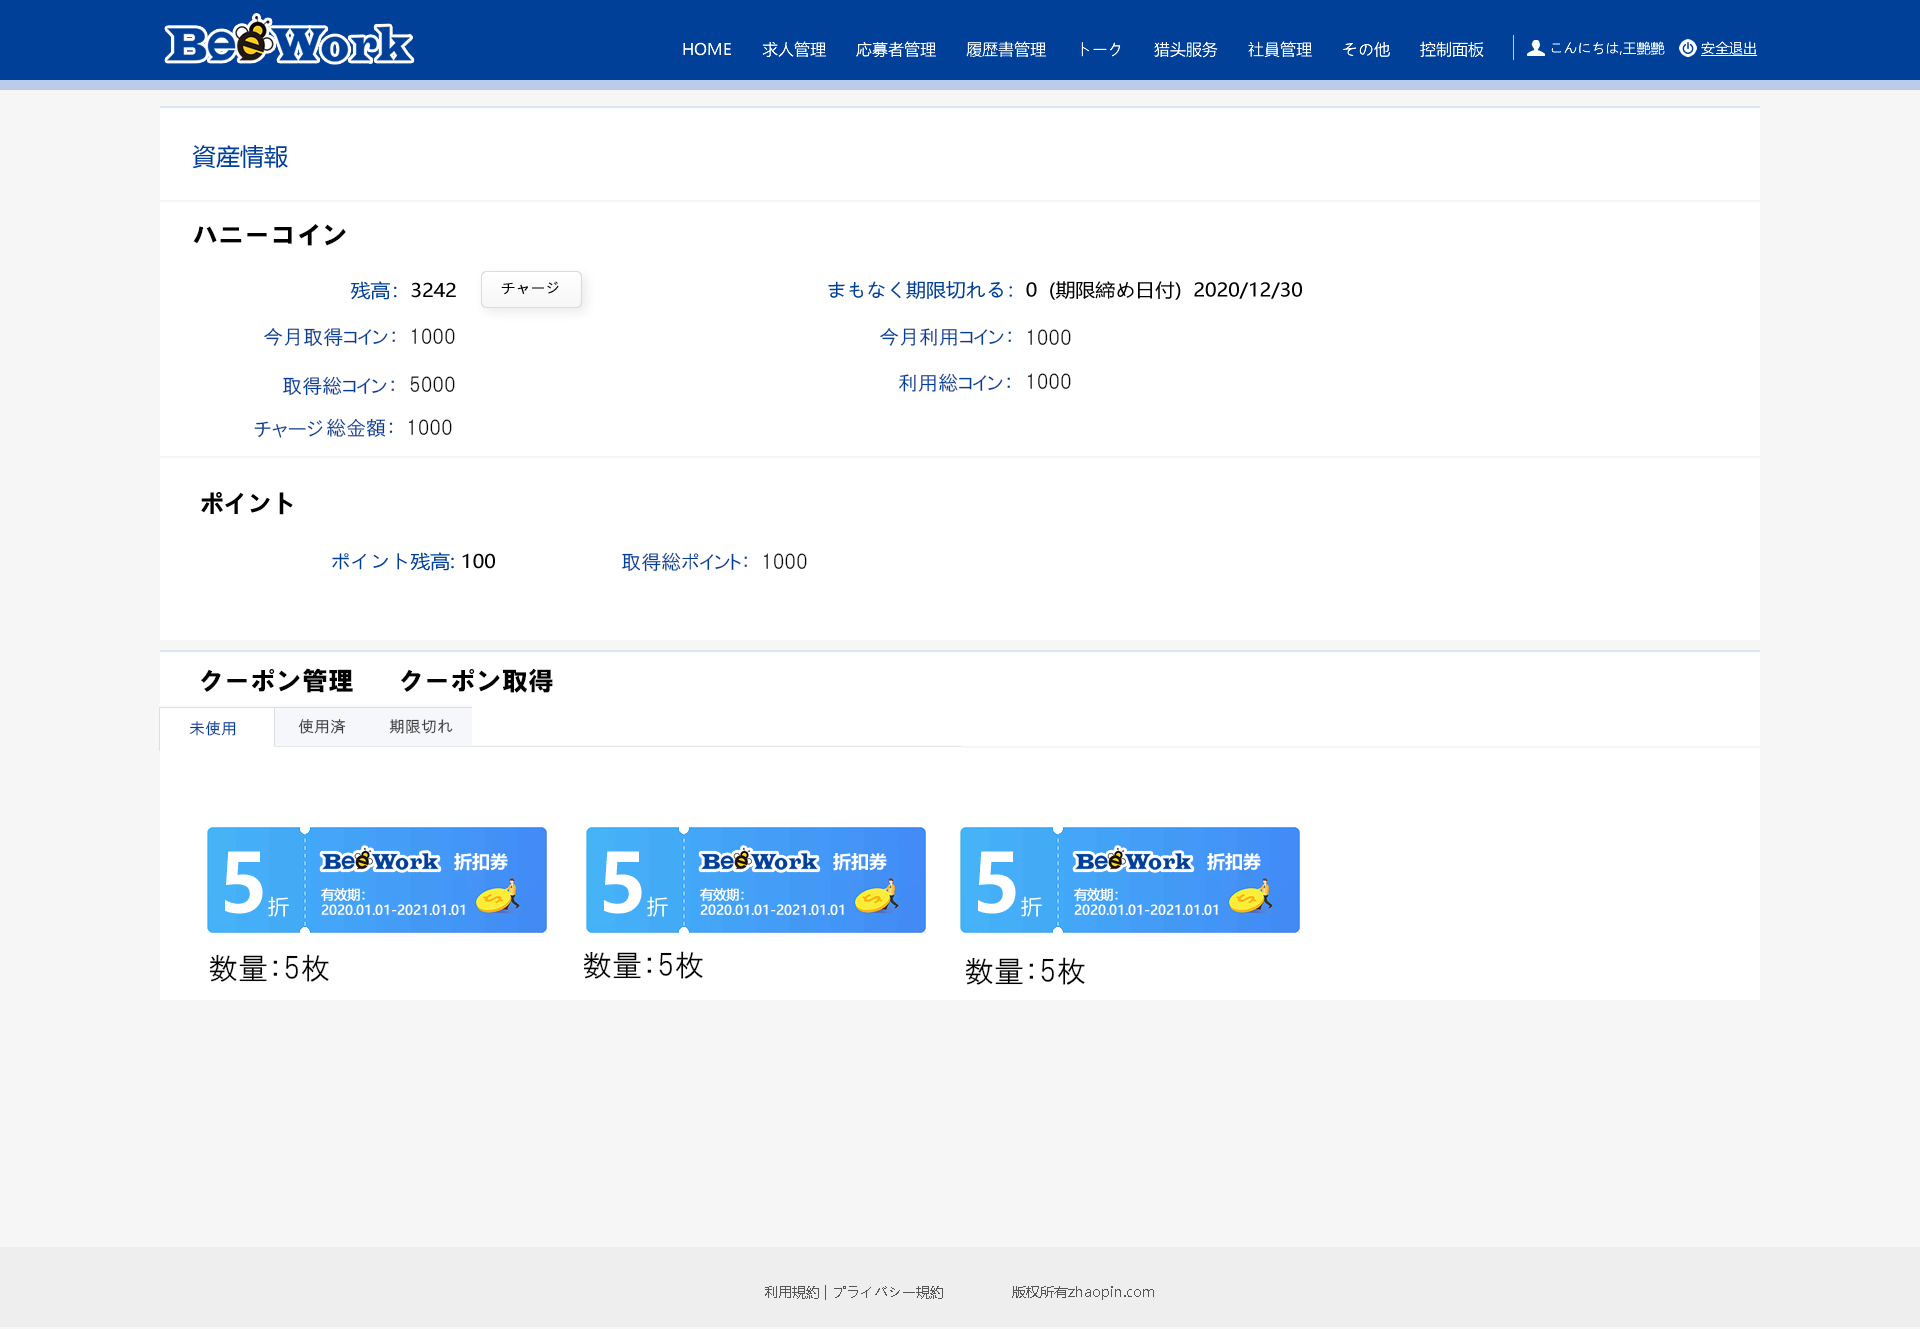 BeeWork
HOME 求人管理 応募者管理 履歴書管理 トーク 猎头服务 社員管理 その他 控制面板 こんにちは,王艶艶 安全退出
資産情報
ハニーコイン
残高: 3242 チャージ まもなく期限切れる: 0 (期限締め日付) 2020/12/30
今月取得コイン: 1000 今月利用コイン: 1000
取得総コイン: 5000 利用総コイン: 1000
チャージ総金額: 1000
ポイント
ポイント残高: 100 取得総ポイント: 1000
クーポン管理 クーポン取得
未使用 使用済 期限切れ
5折 BeeWork 折扣券
有效期:
2020.01.01-2021.01.01
数量:5枚
5折 BeeWork 折扣券
有效期:
2020.01.01-2021.01.01
数量:5枚
5折 BeeWork 折扣券
有效期:
2020.01.01-2021.01.01
数量:5枚
利用規約 | プライバシー規約 版权所有zhaopin.com